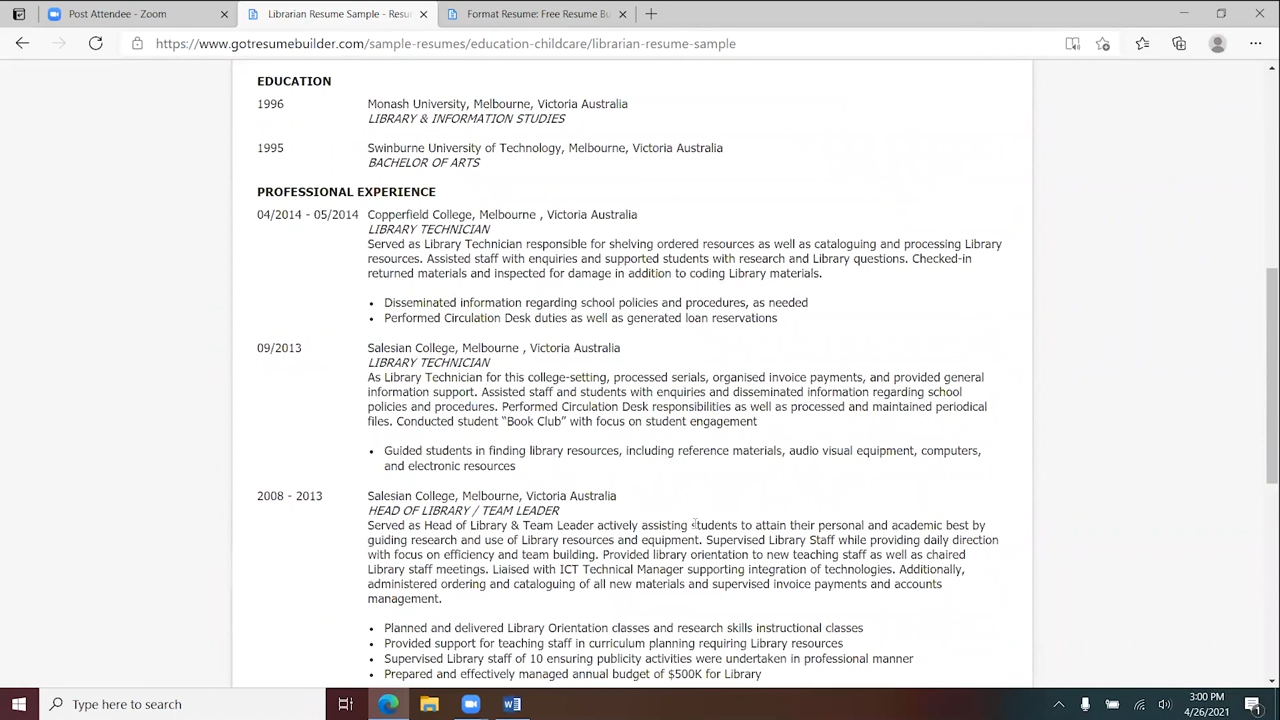 Post Attendee - Zoom
Librarian Resume Sample - Resu
Format Resume: Free Resume Bu
https://www.gotresumebuilder.com/sample-resumes/education-childcare/librarian-resume-sample
EDUCATION
1996 Monash University, Melbourne, Victoria Australia
LIBRARY & INFORMATION STUDIES
1995 Swinburne University of Technology, Melbourne, Victoria Australia
BACHELOR OF ARTS
PROFESSIONAL EXPERIENCE
04/2014 - 05/2014 Copperfield College, Melbourne , Victoria Australia
LIBRARY TECHNICIAN
Served as Library Technician responsible for shelving ordered resources as well as cataloguing and processing Library
resources. Assisted staff with enquiries and supported students with research and Library questions. Checked-in
returned materials and inspected for damage in addition to coding Library materials.
• Disseminated information regarding school policies and procedures, as needed
• Performed Circulation Desk duties as well as generated loan reservations
09/2013 Salesian College, Melbourne , Victoria Australia
LIBRARY TECHNICIAN
As Library Technician for this college-setting, processed serials, organised invoice payments, and provided general
information support. Assisted staff and students with enquiries and disseminated information regarding school
policies and procedures. Performed Circulation Desk responsibilities as well as processed and maintained periodical
files. Conducted student “Book Club” with focus on student engagement
• Guided students in finding library resources, including reference materials, audio visual equipment, computers,
and electronic resources
2008 - 2013 Salesian College, Melbourne, Victoria Australia
HEAD OF LIBRARY / TEAM LEADER
Served as Head of Library & Team Leader actively assisting students to attain their personal and academic best by
guiding research and use of Library resources and equipment. Supervised Library Staff while providing daily direction
with focus on efficiency and team building. Provided library orientation to new teaching staff as well as chaired
Library staff meetings. Liaised with ICT Technical Manager supporting integration of technologies. Additionally,
administered ordering and cataloguing of all new materials and supervised invoice payments and accounts
management.
• Planned and delivered Library Orientation classes and research skills instructional classes
• Provided support for teaching staff in curriculum planning requiring Library resources
• Supervised Library staff of 10 ensuring publicity activities were undertaken in professional manner
• Prepared and effectively managed annual budget of $500K for Library
Type here to search
3:00 PM
4/26/2021
1